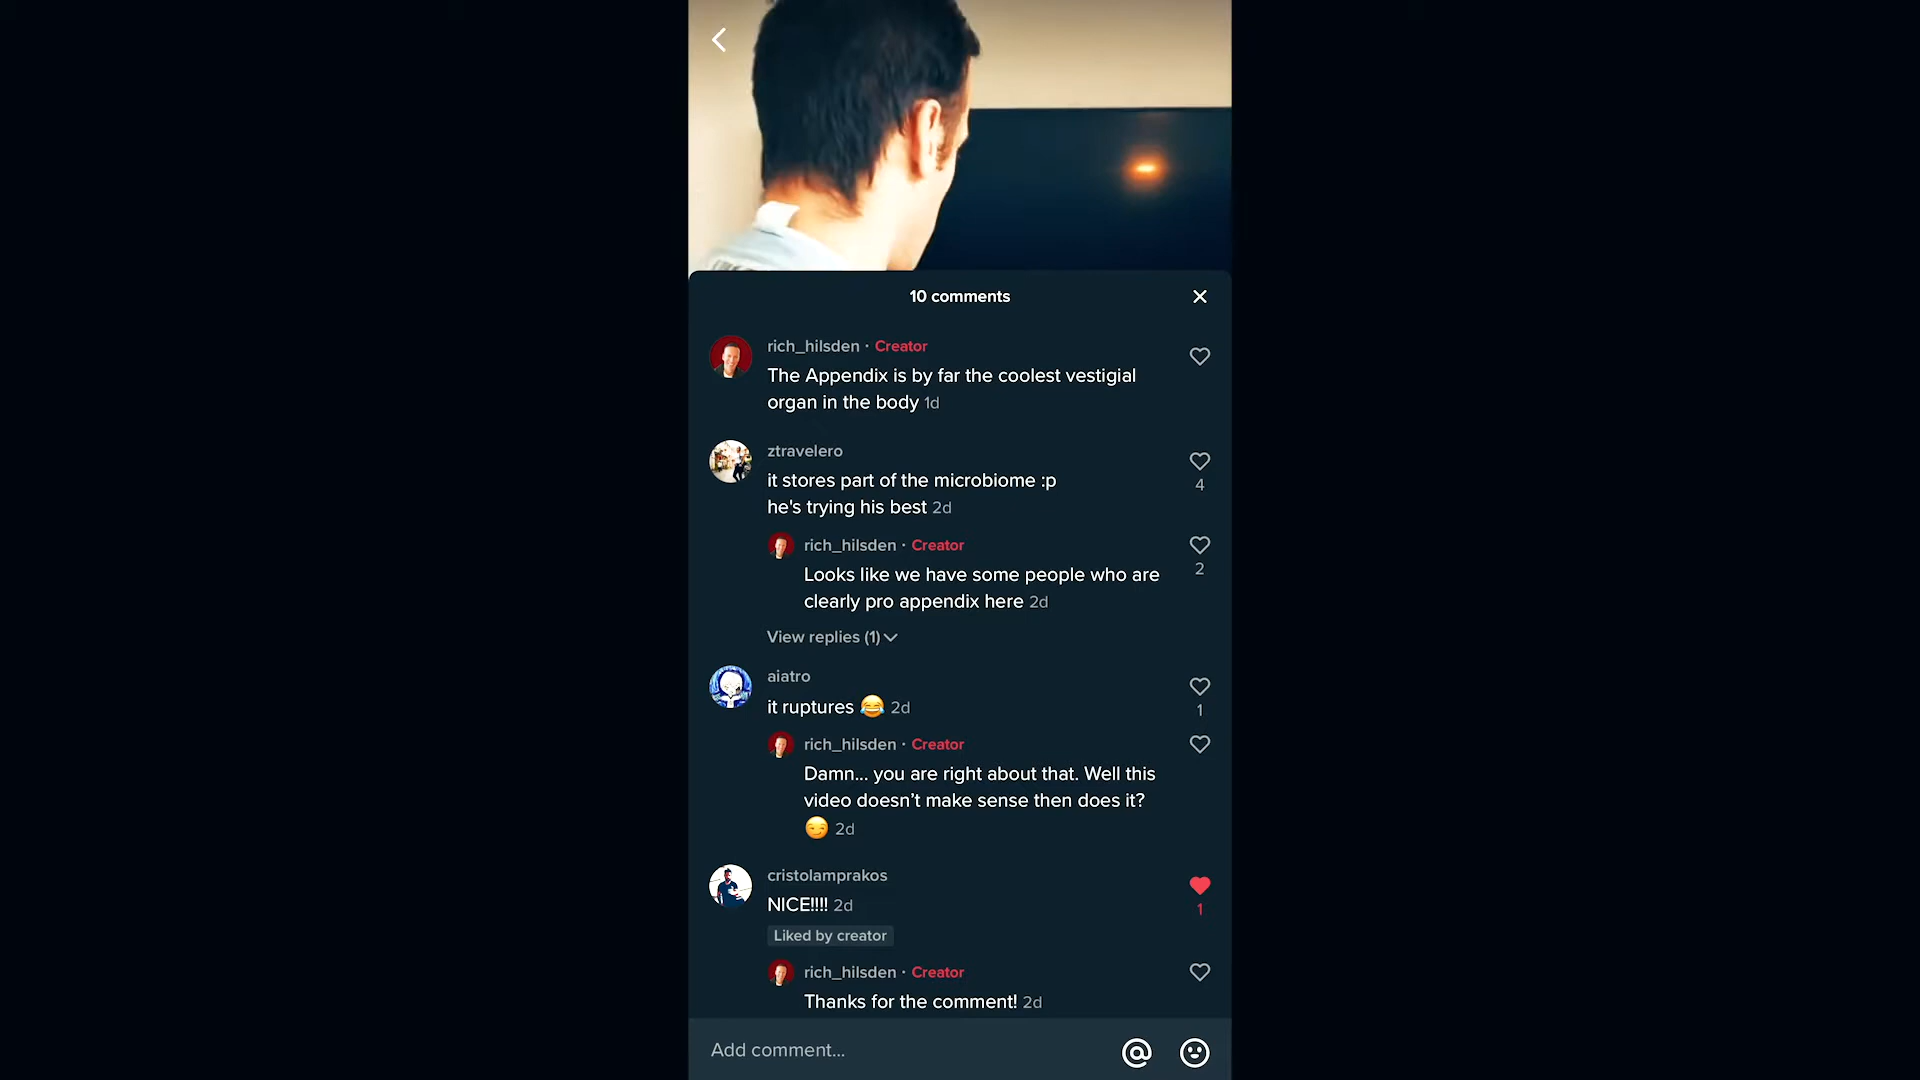 10 comments
rich_hilsden · Creator
The Appendix is by far the coolest vestigial
organ in the body 1d
ztravelero
it stores part of the microbiome :p
4
he's trying his best 2d
rich_hilsden · Creator
2
Looks like we have some people who are
clearly pro appendix here 2d
View replies (1)
aiatro
it ruptures 😂 2d
1
rich_hilsden · Creator
Damn... you are right about that. Well this
video doesn’t make sense then does it?
😏 2d
cristolamprakos
NICE!!!! 2d
1
Liked by creator
rich_hilsden · Creator
Thanks for the comment! 2d
Add comment...